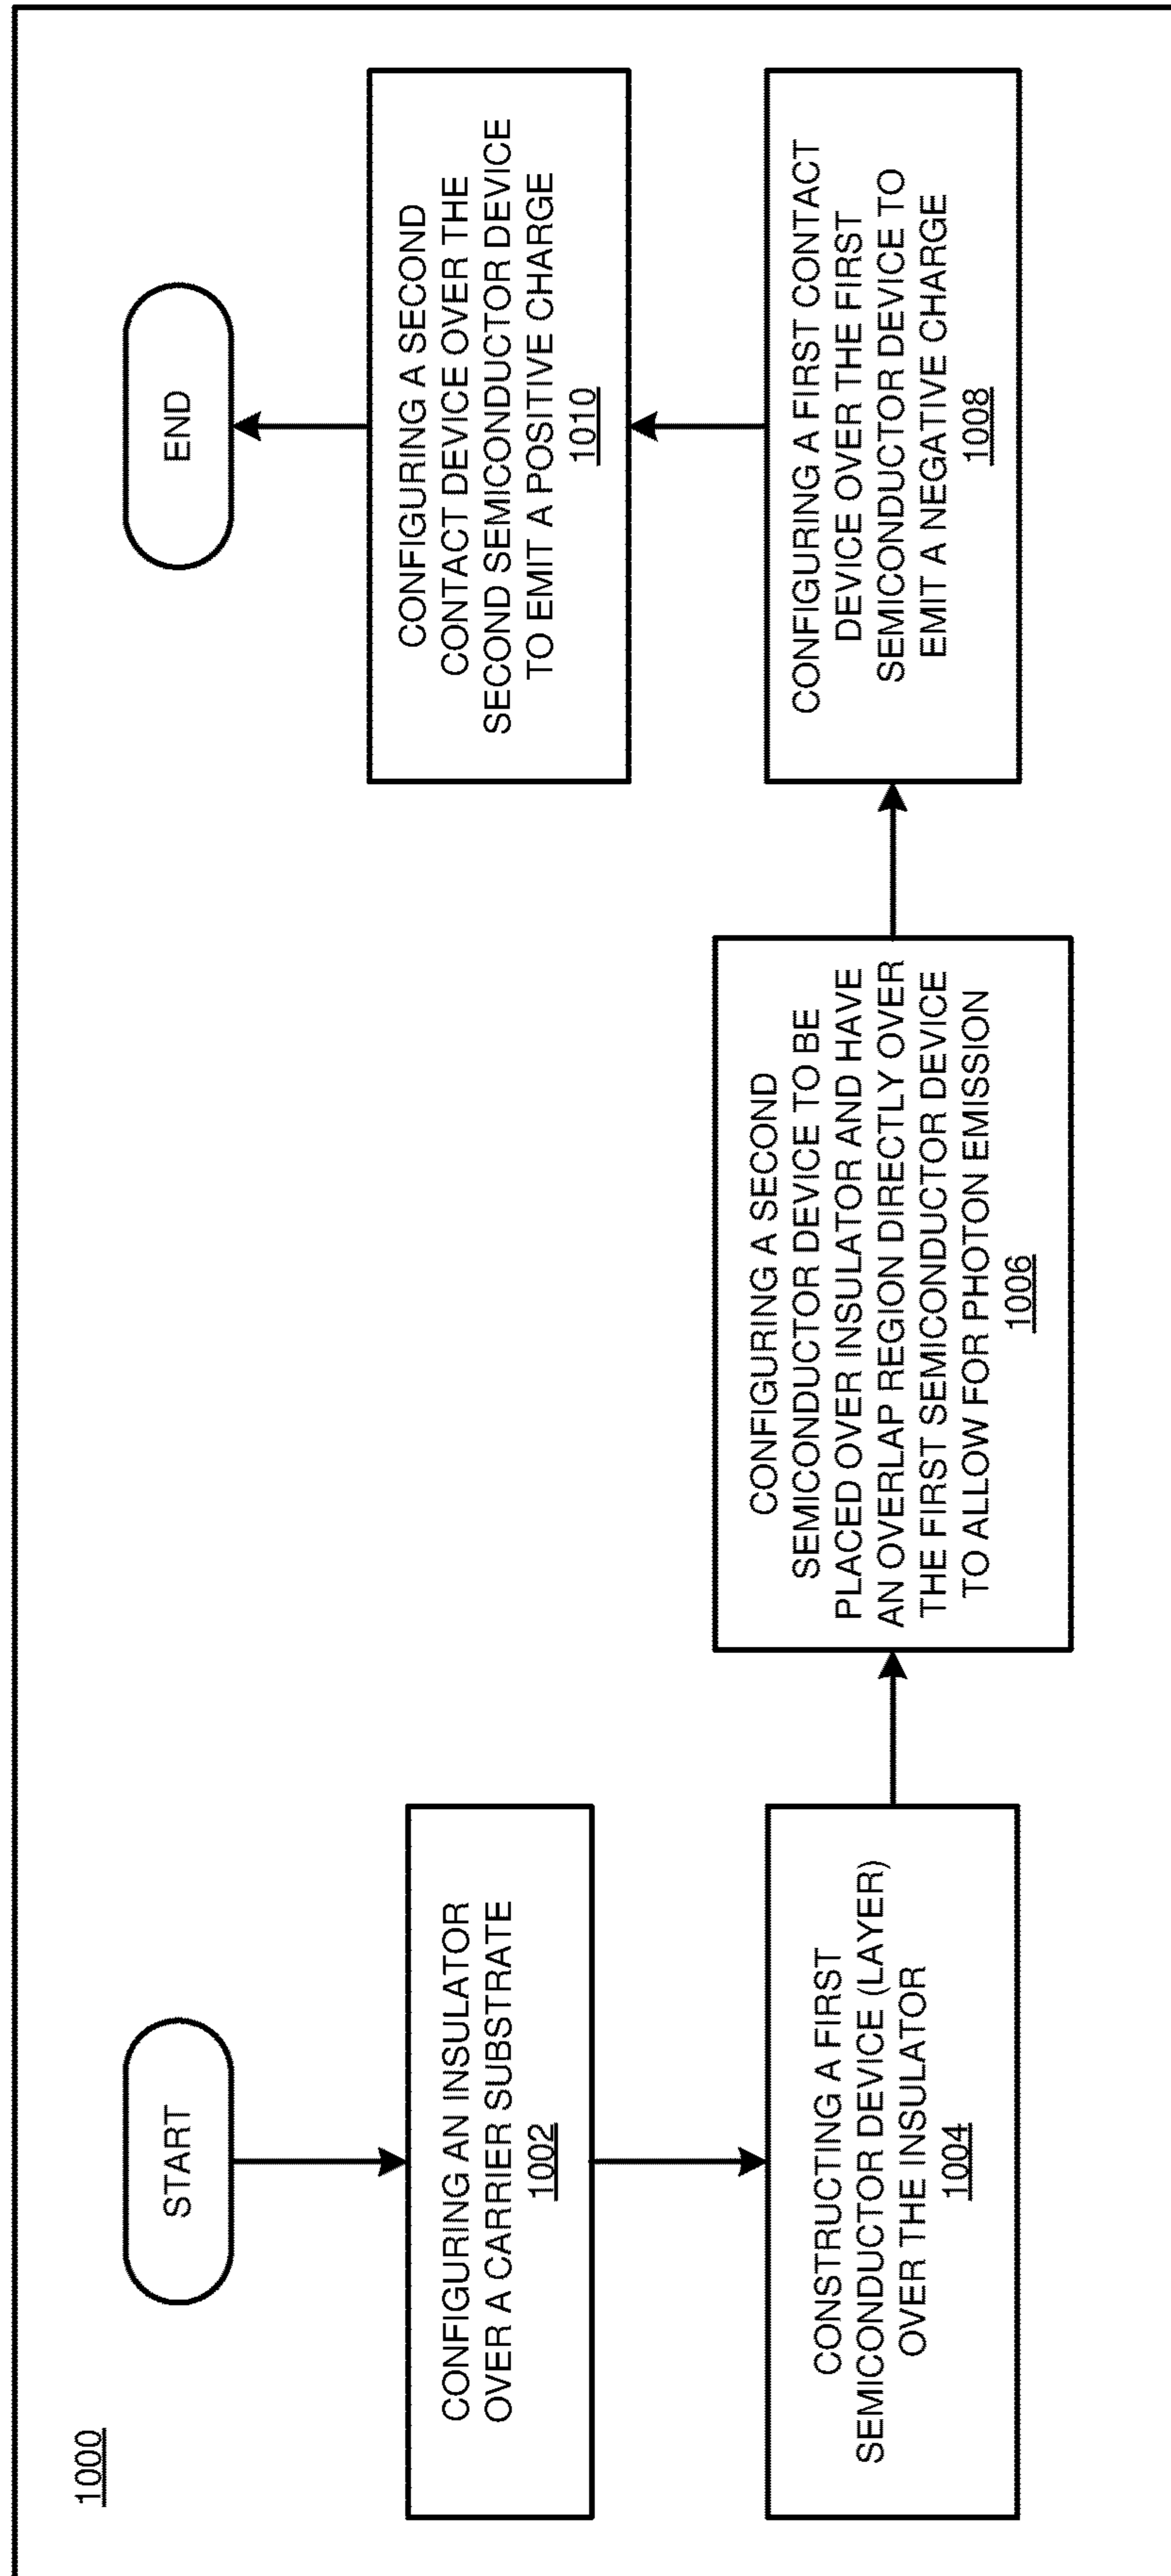 1000
START
CONFIGURING AN INSULATOR
OVER A CARRIER SUBSTRATE
1002
CONSTRUCTING A FIRST
SEMICONDUCTOR DEVICE (LAYER)
OVER THE INSULATOR
1004
CONFIGURING A SECOND
SEMICONDUCTOR DEVICE TO BE
PLACED OVER INSULATOR AND HAVE
AN OVERLAP REGION DIRECTLY OVER
THE FIRST SEMICONDUCTOR DEVICE
TO ALLOW FOR PHOTON EMISSION
1006
CONFIGURING A FIRST CONTACT
DEVICE OVER THE FIRST
SEMICONDUCTOR DEVICE TO
EMIT A NEGATIVE CHARGE
1008
CONFIGURING A SECOND
CONTACT DEVICE OVER THE
SECOND SEMICONDUCTOR DEVICE
TO EMIT A POSITIVE CHARGE
1010
END